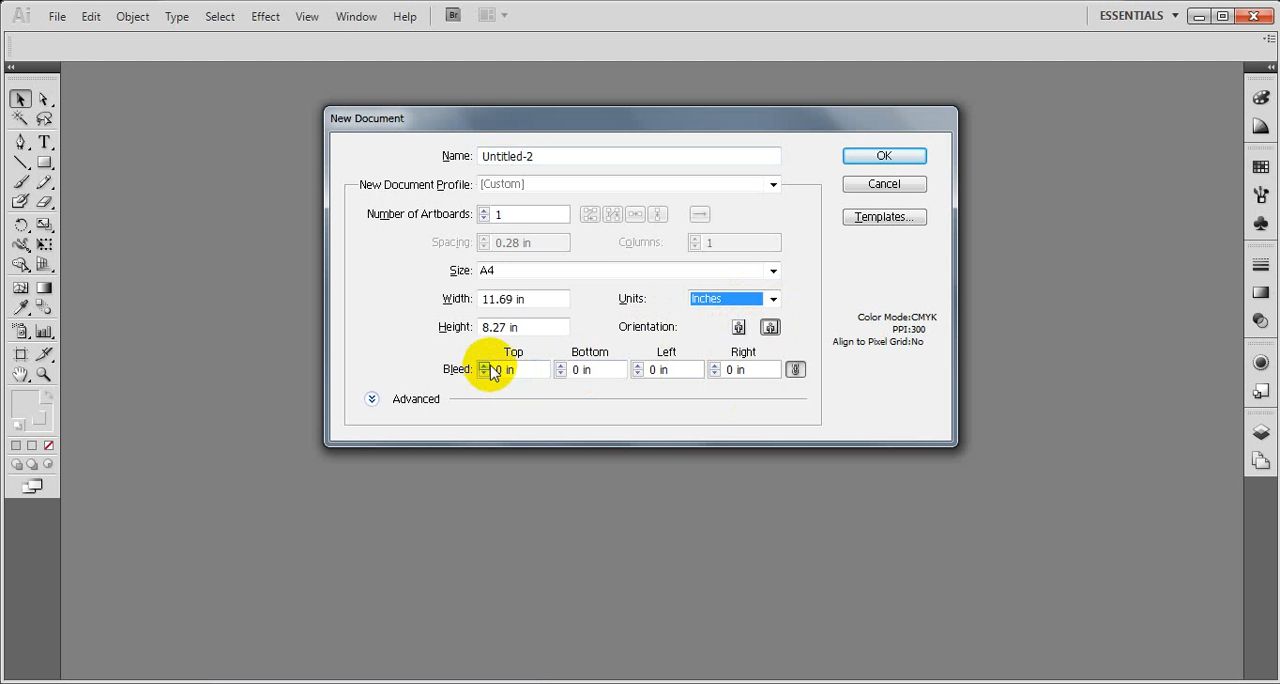 Ai File Edit Object Type Select Effect View Window Help Br ESSENTIALS
New Document
Name: Untitled-2 OK
New Document Profile: [Custom] Cancel
Number of Artboards: 1 Templates...
Spacing: 0.28 in Columns: 1
Size: A4
Width: 11.69 in Units: Inches
Height: 8.27 in Orientation:
Color Mode:CMYK
PPI:300
Align to Pixel Grid:No
Top Bottom Left Right
Bleed: 0 in 0 in 0 in 0 in
Advanced
T